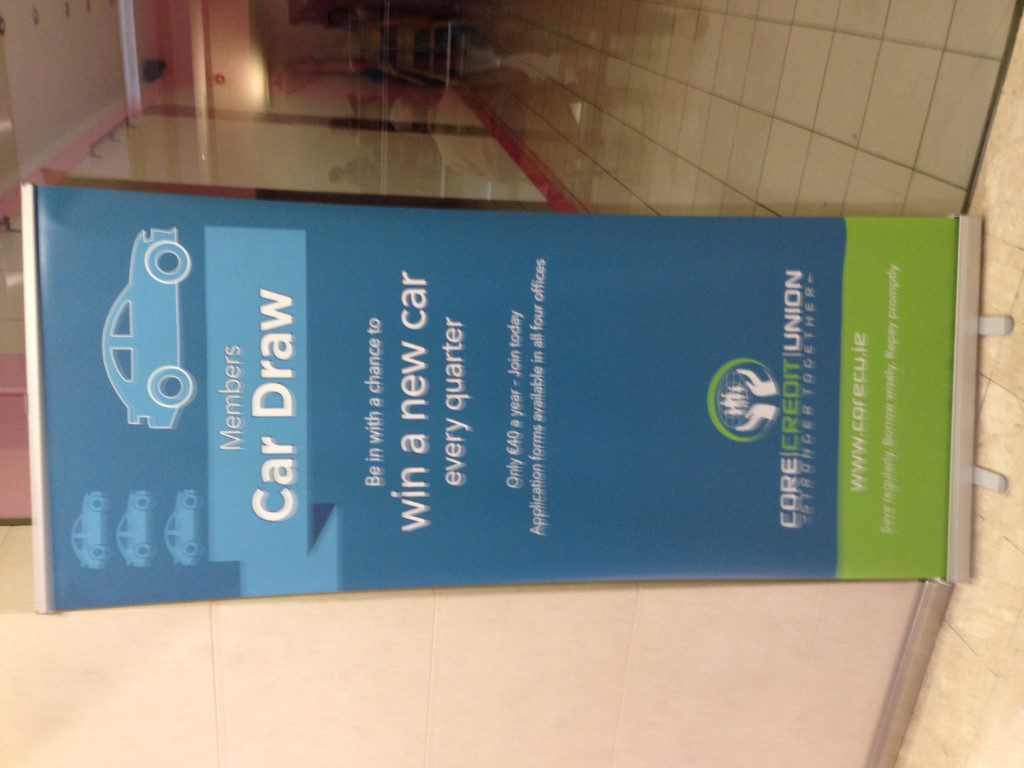 Members
Car Draw
Be in with a chance to
win a new car
every quarter
Only €40 a year - Join today
Application forms available in all four offices
CORE|CREDIT|UNION
STRONGER TOGETHER
www.corecu.ie
Save regularly, Borrow wisely, Repay promptly